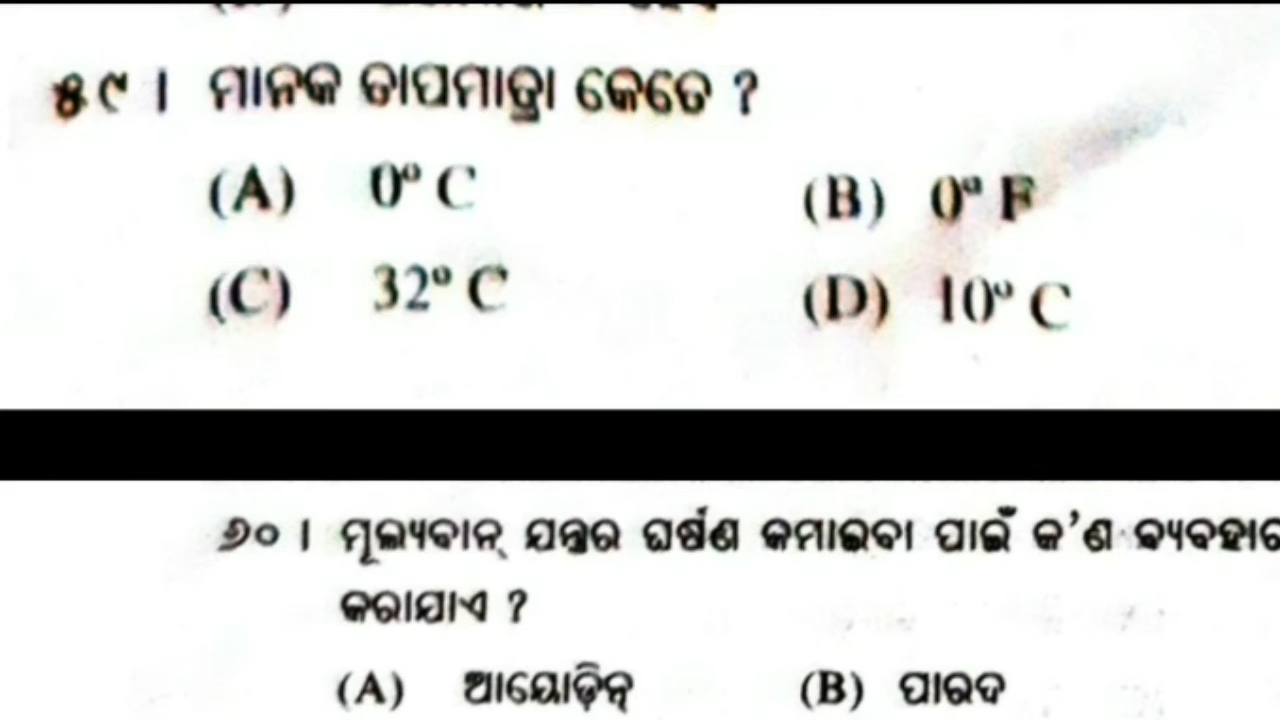 ୫୯ । ମାନକ ତାପମାତ୍ରା କେତେ ?
(A) 0° C (B) 0° F
(C) 32° C (D) 10° C
୬୦ । ମୂଲ୍ୟବାନ୍ ଯନ୍ତ୍ରର ଘର୍ଷଣ କମାଇବା ପାଇଁ କ'ଣ ବ୍ୟବହାର
କରାଯାଏ ?
(A) ଆୟୋଡ଼ିନ୍ (B) ପାରଦ